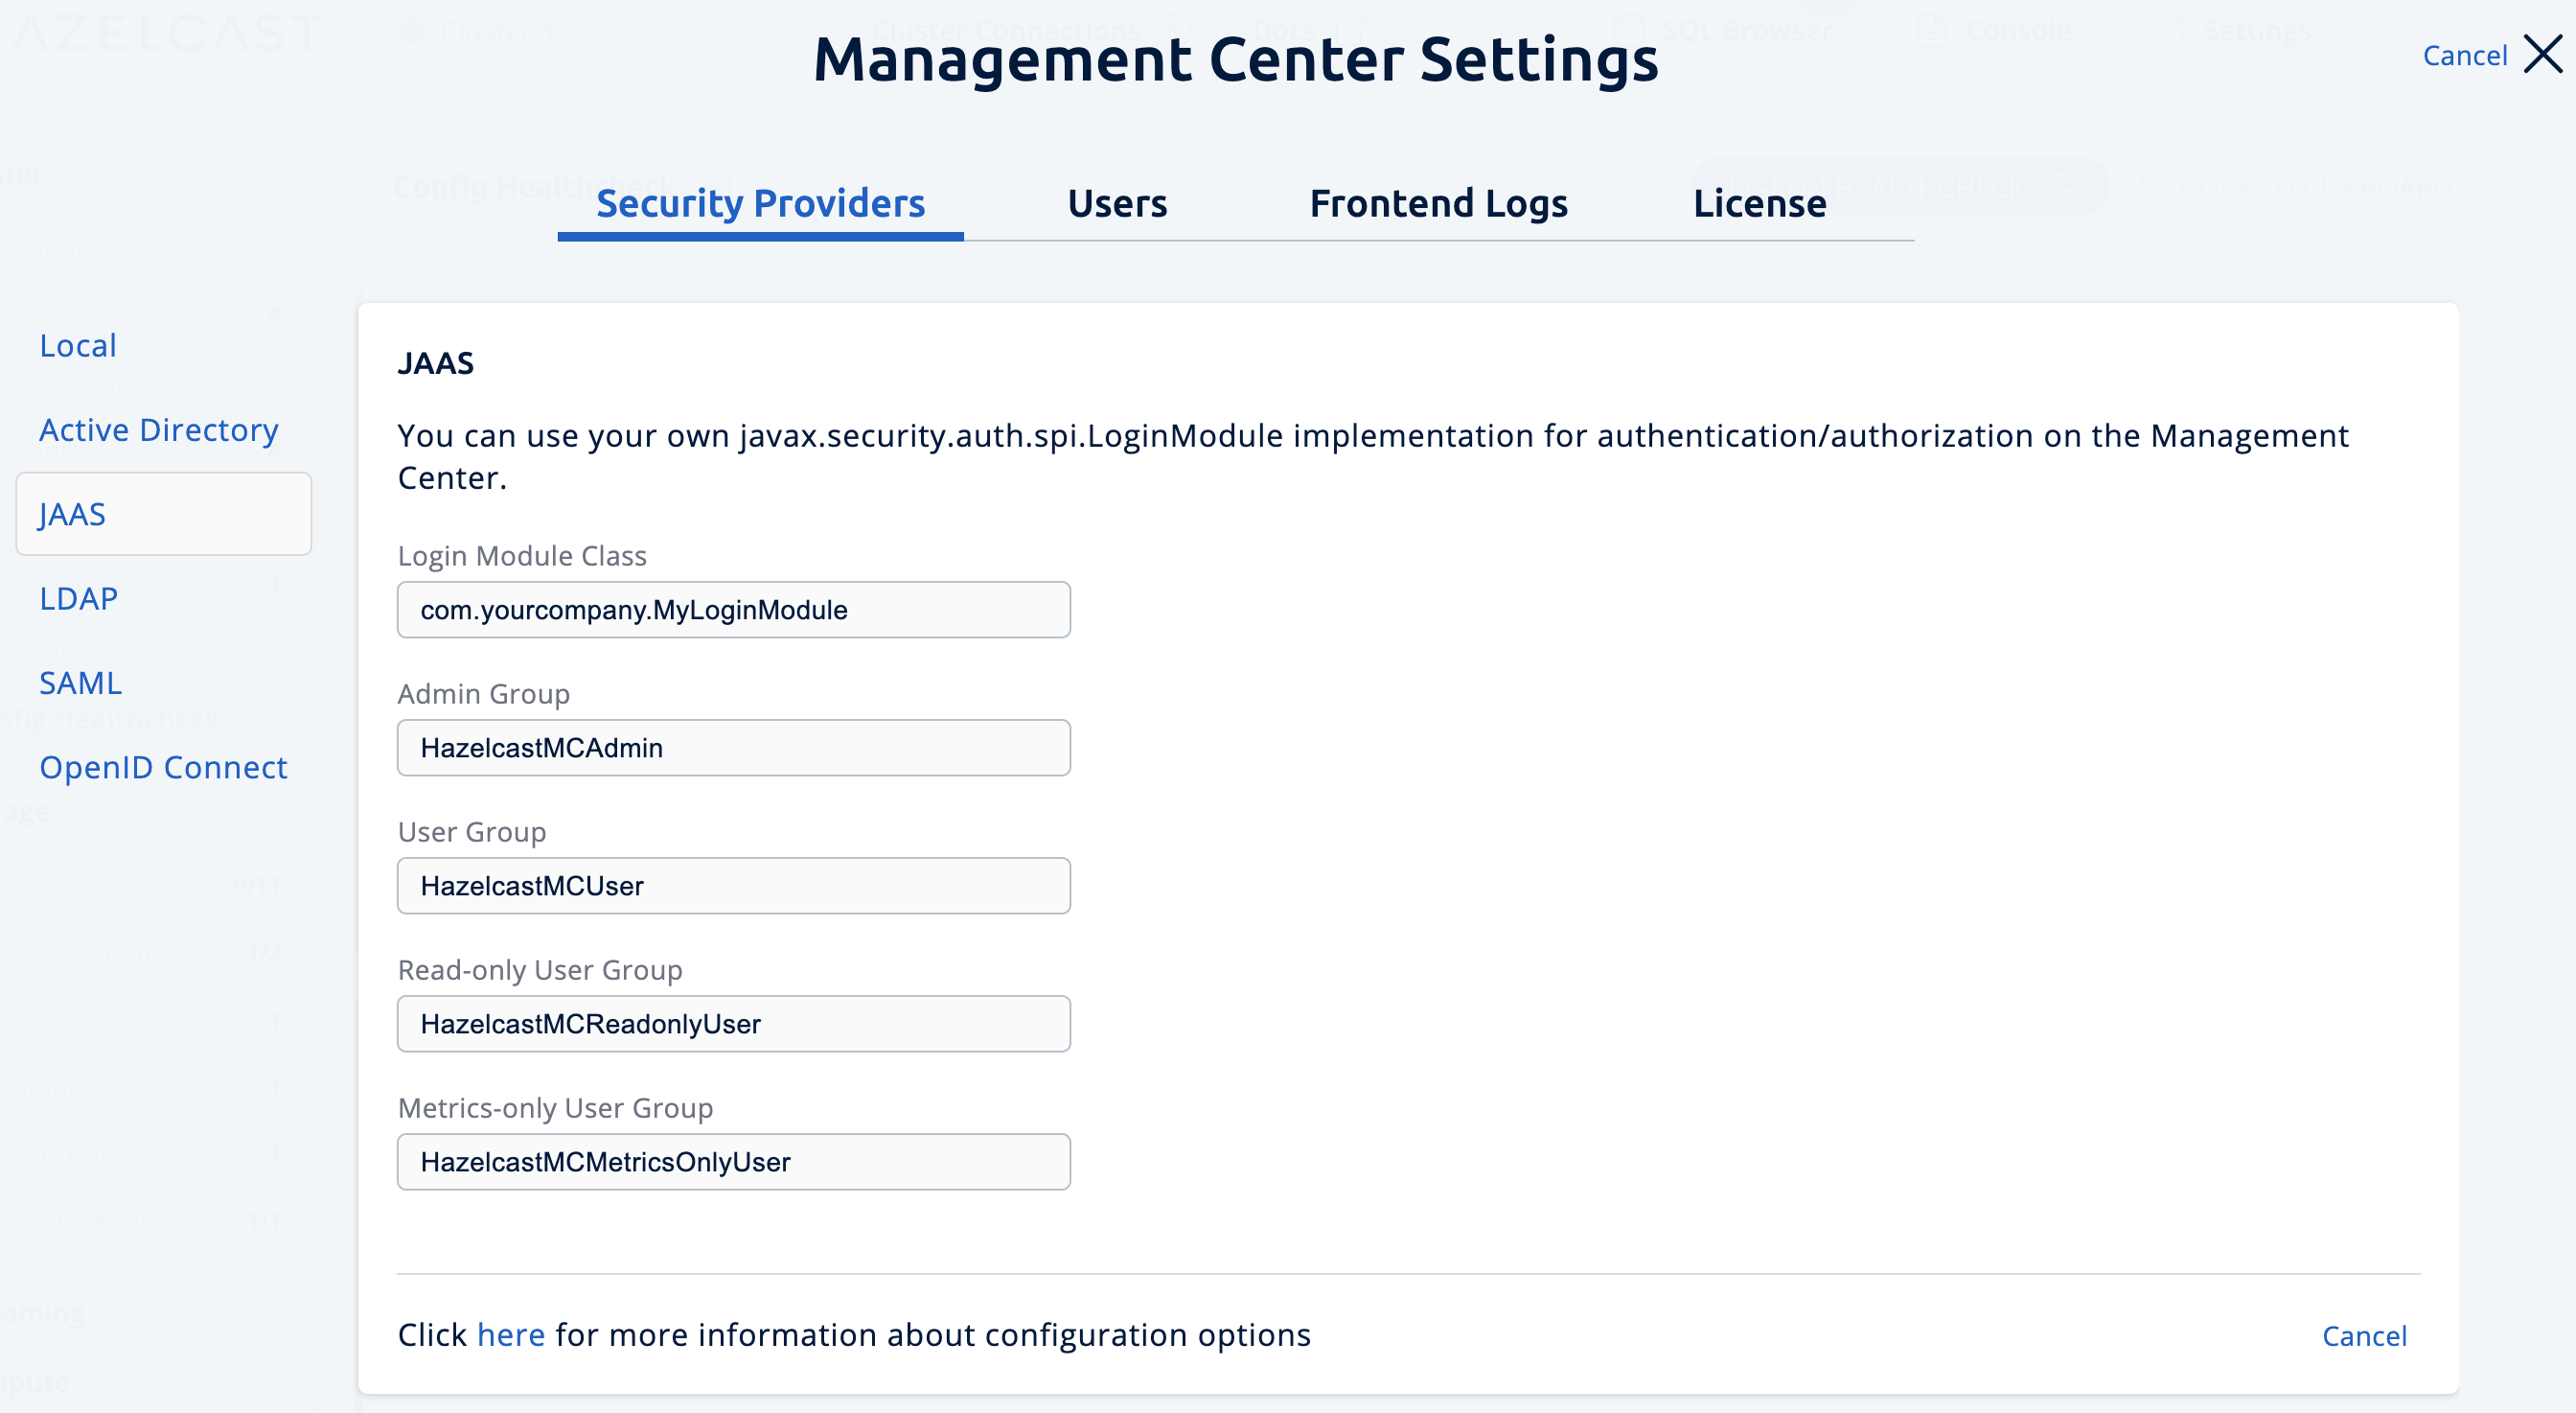 Management Center Settings
Cancel
Security Providers
Users
Frontend Logs
License
Local
Active Directory
JAAS
LDAP
SAML
OpenID Connect
JAAS
You can use your own javax.security.auth.spi.LoginModule implementation for authentication/authorization on the Management
Center.
Login Module Class
com.yourcompany.MyLoginModule
Admin Group
HazelcastMCAdmin
User Group
HazelcastMCUser
Read-only User Group
HazelcastMCReadonlyUser
Metrics-only User Group
HazelcastMCMetricsOnlyUser
Click here for more information about configuration options
Cancel